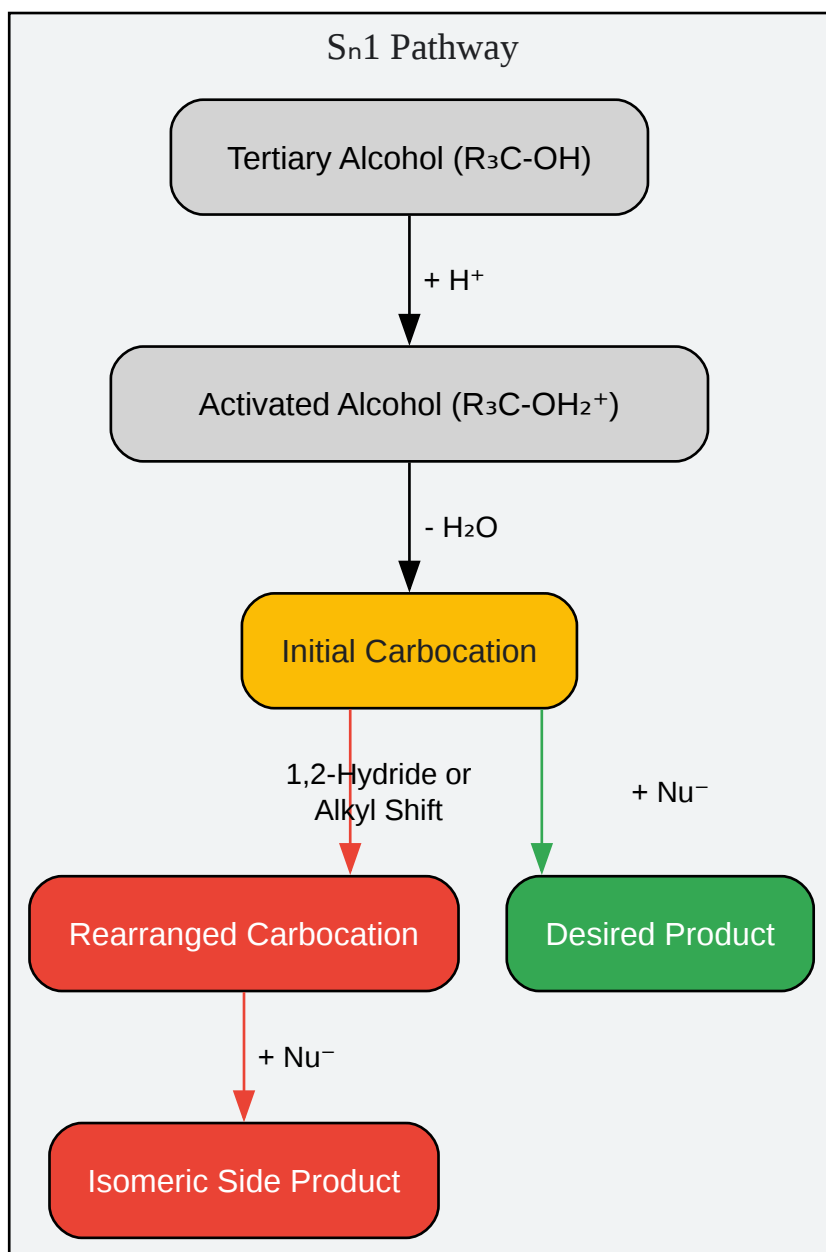 Sₙ1 Pathway
Tertiary Alcohol (R₃C-OH)
+ H⁺
Activated Alcohol (R₃C-OH₂⁺)
- H₂O
Initial Carbocation
1,2-Hydride or
Alkyl Shift
+ Nu⁻
Rearranged Carbocation
Desired Product
+ Nu⁻
Isomeric Side Product